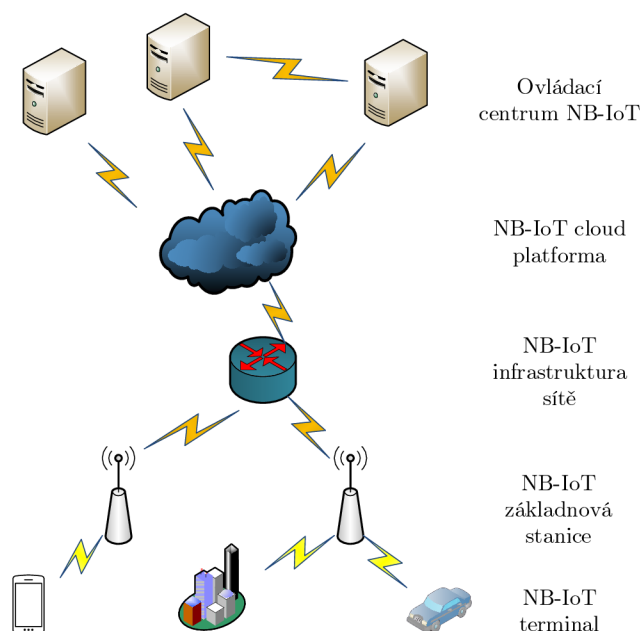 Ovládací
centrum NB-IoT
NB-IoT cloud
platforma
NB-IoT
infrastruktura
sítě
NB-IoT
základnová
stanice
NB-IoT
terminal